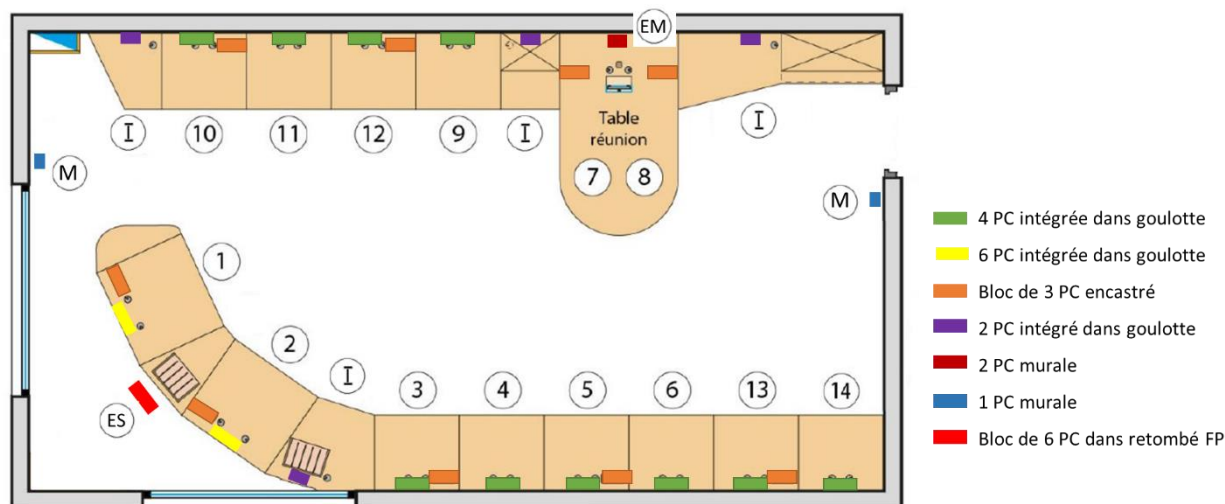 EM
I
10
11
12
9
I
Table
réunion
I
7
8
M
M
1
2
I
ES
3
4
5
6
13
14
4 PC intégrée dans goulotte
6 PC intégrée dans goulotte
Bloc de 3 PC encastré
2 PC intégré dans goulotte
2 PC murale
1 PC murale
Bloc de 6 PC dans retombé FP